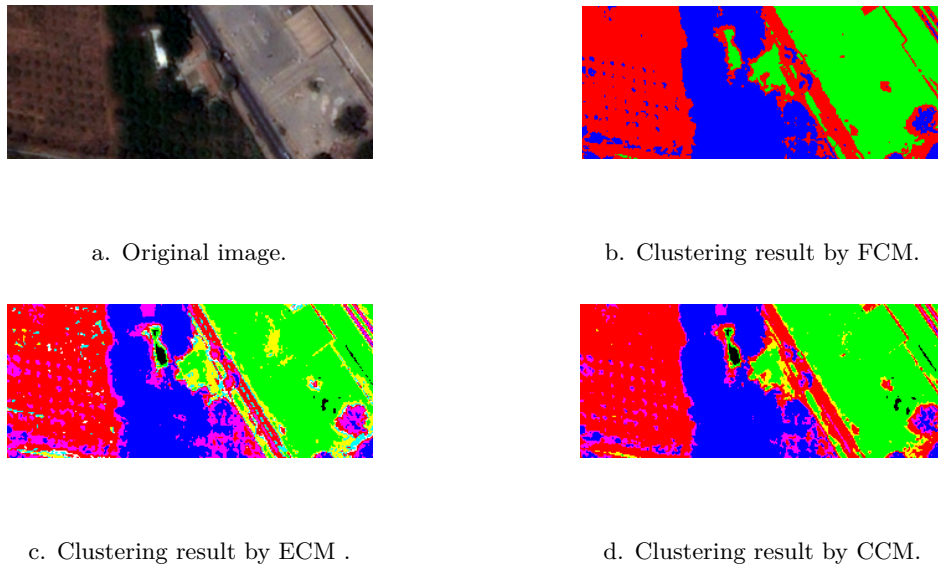 a. Original image.
b. Clustering result by FCM.
c. Clustering result by ECM .
d. Clustering result by CCM.